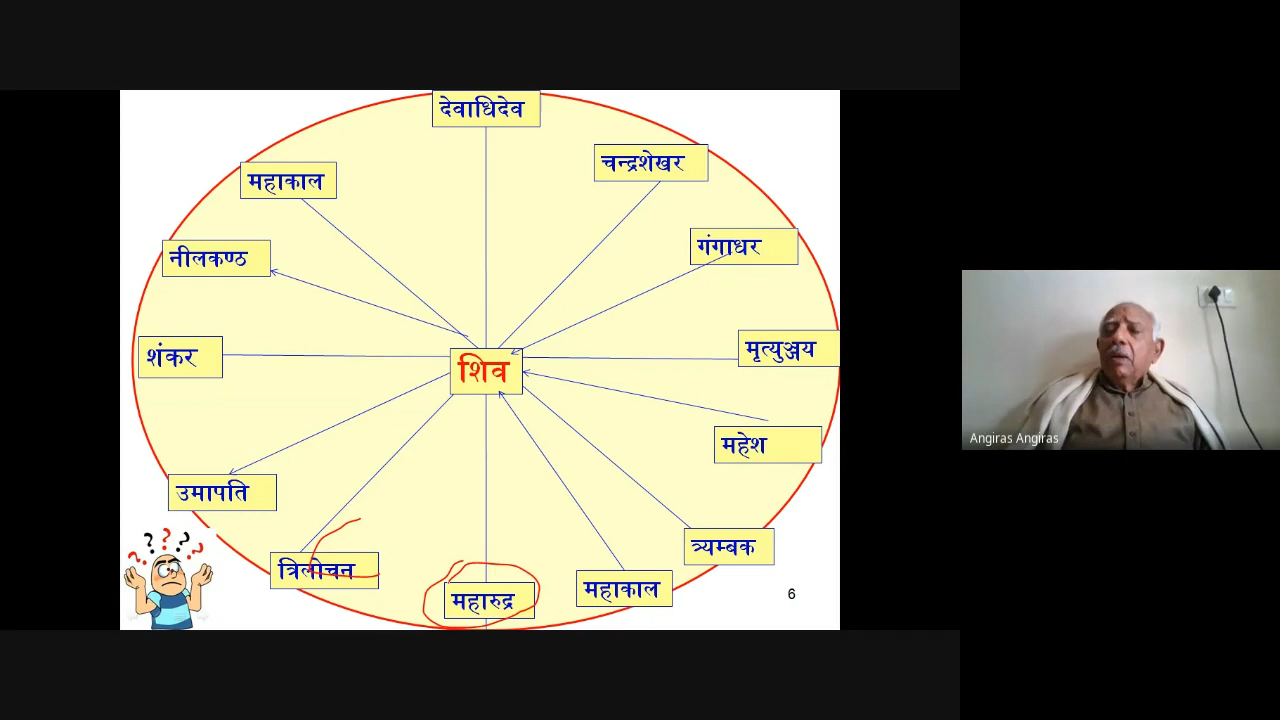 देवाधिदेव
चन्द्रशेखर
महाकाल
गंगाधर
नीलकण्ठ
मृत्युञ्जय
शंकर
शिव
महेश
उमापति
त्र्यम्बक
त्रिलोचन
महाकाल
महारुद्र
6
? ? ? ? ?
Angiras Angiras